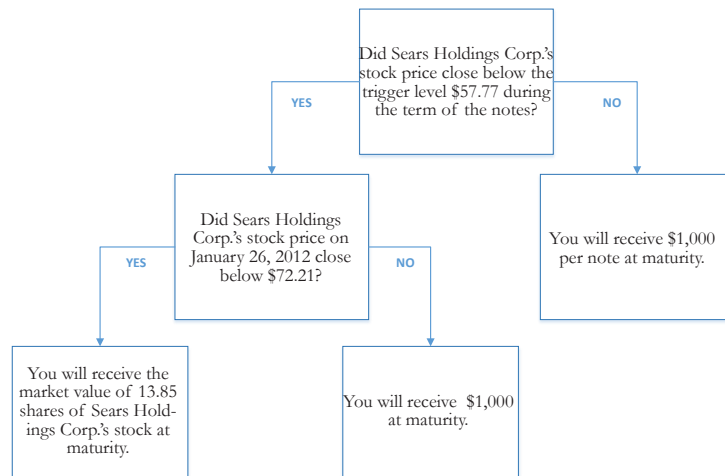 Did Sears Holdings Corp.'s
stock price close below the
trigger level $57.77 during
the term of the notes?
YES
NO
Did Sears Holdings
Corp.'s stock price on
January 26, 2012 close
below $72.21?
You will receive $1,000
per note at maturity.
YES
NO
You will receive the
market value of 13.85
shares of Sears Hold-
ings Corp.'s stock at
maturity.
You will receive $1,000
at maturity.